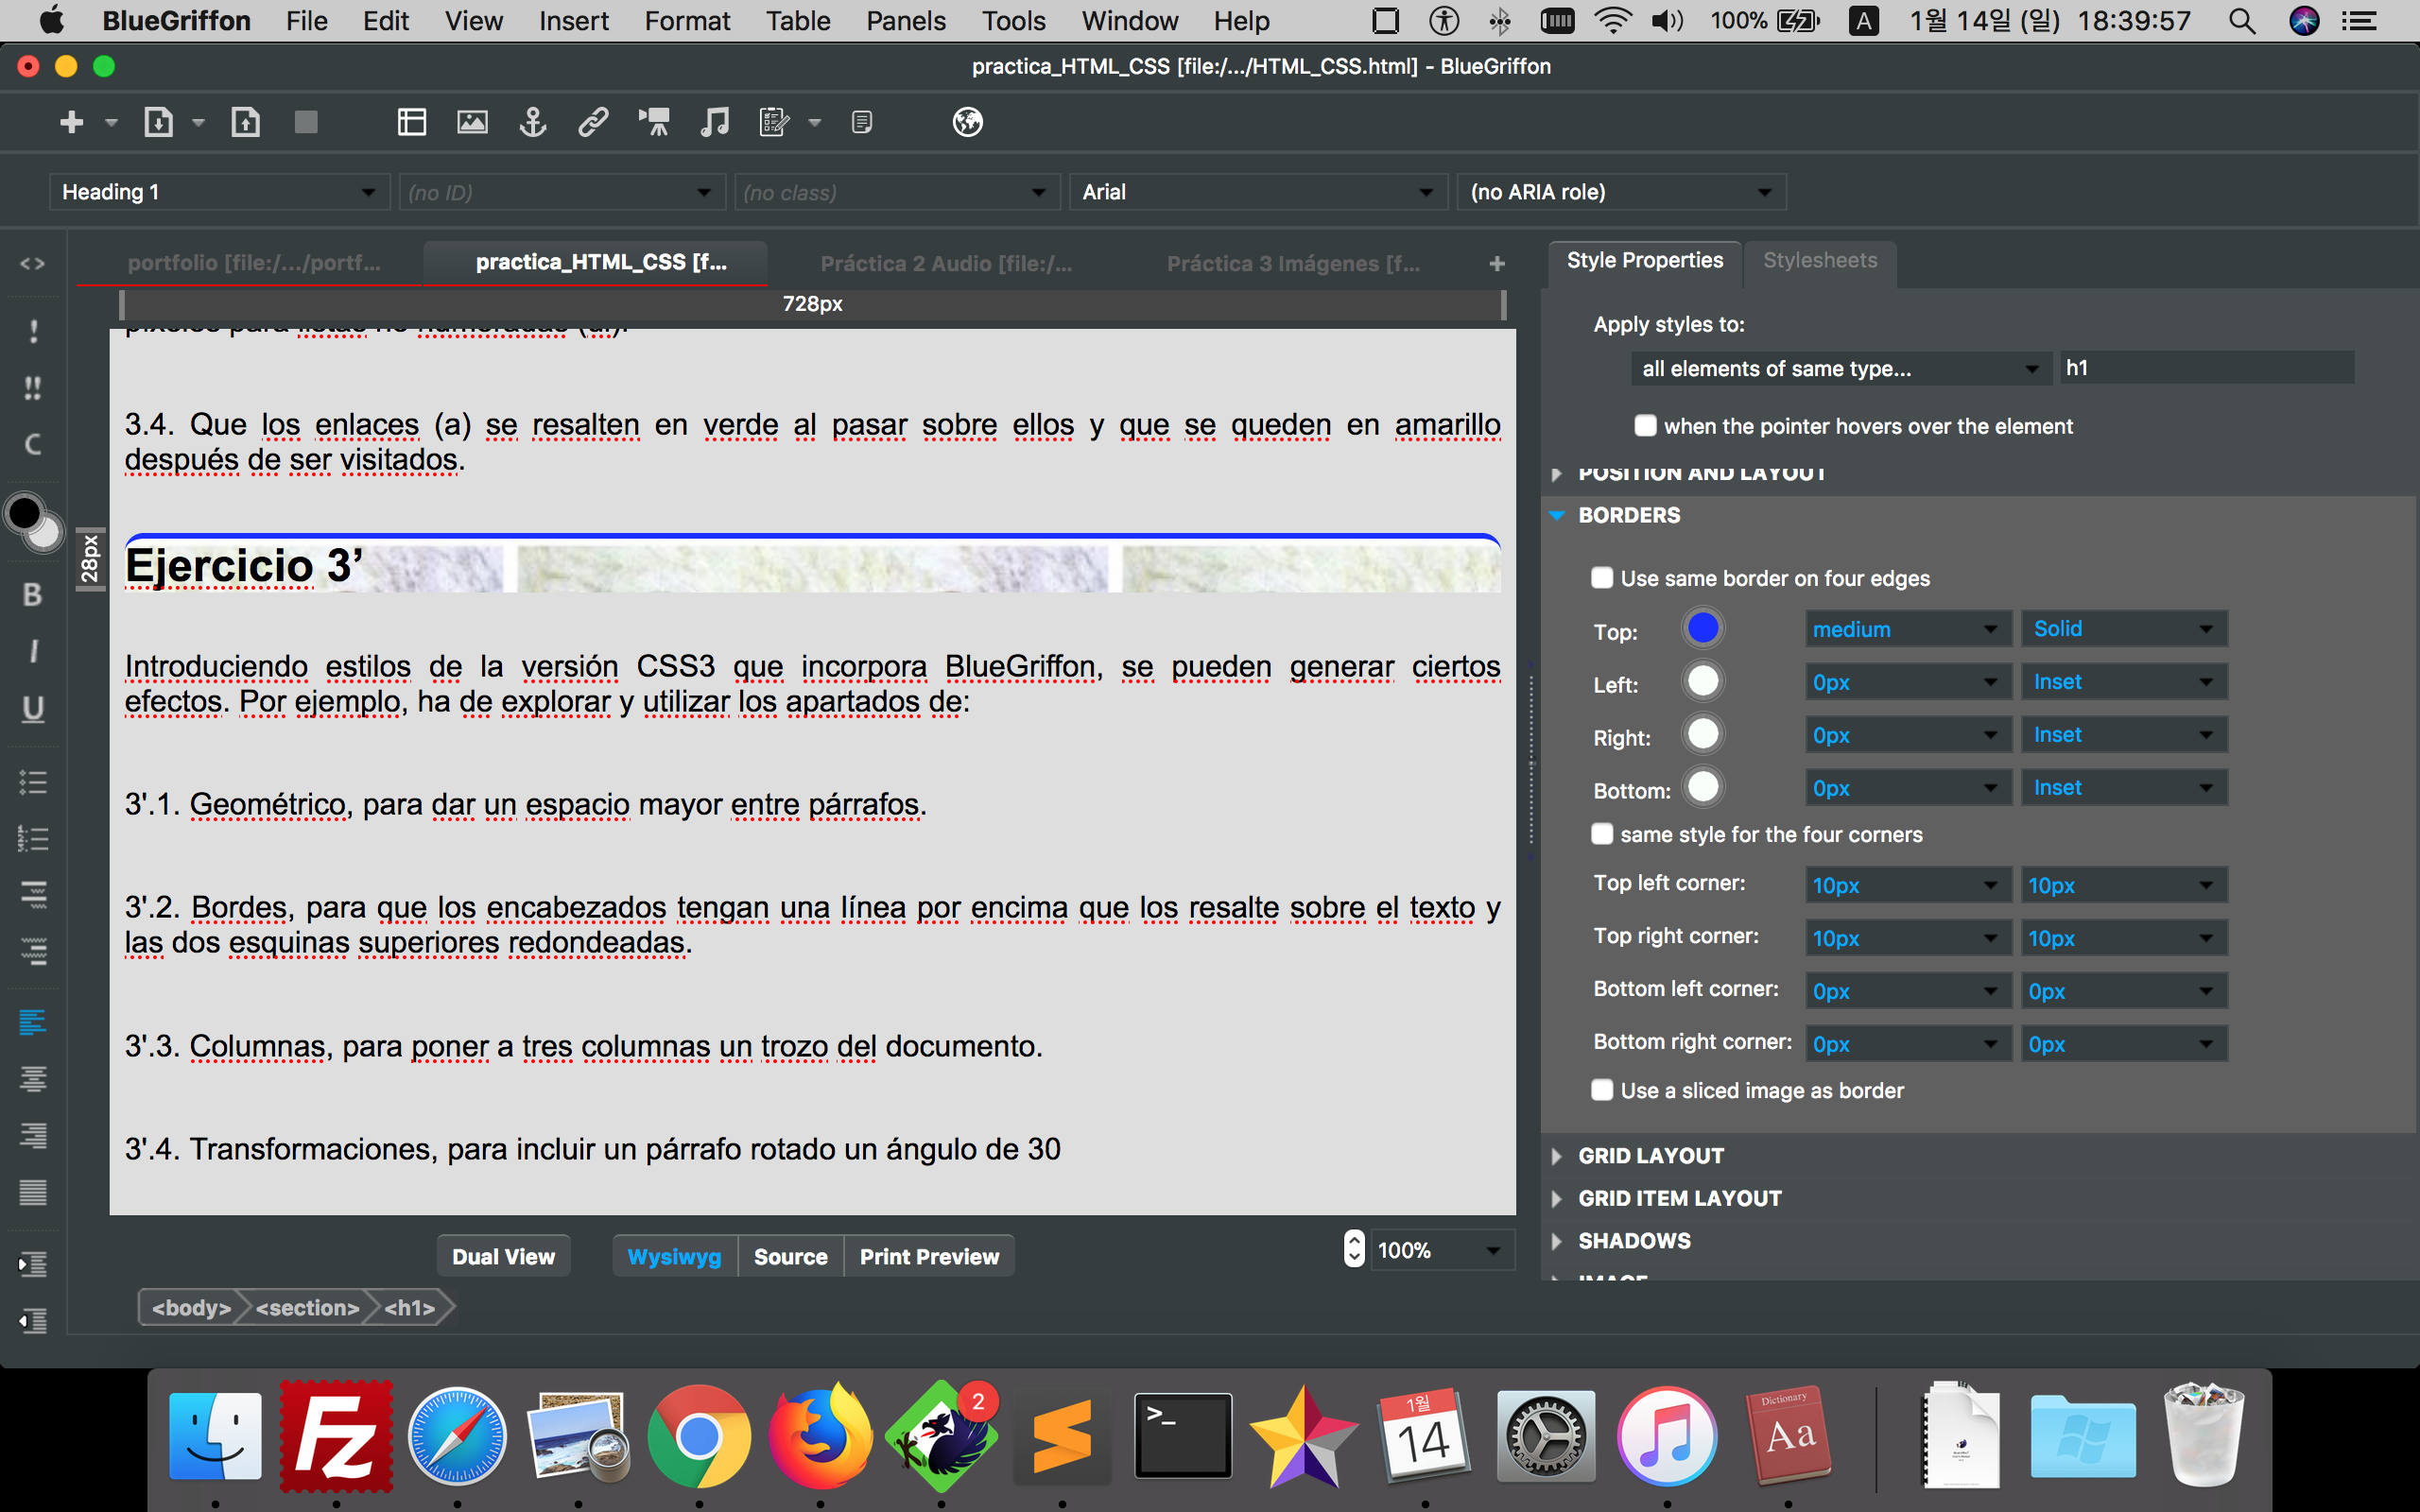 BlueGriffon File Edit View Insert Format Table Panels Tools Window Help 100% A 1월 14일 (일) 18:39:57
practica_HTML_CSS [file:/.../HTML_CSS.html] - BlueGriffon
Heading 1 (no ID) (no class) Arial (no ARIA role)
portfolio [file:/.../portf... practica_HTML_CSS [f... Práctica 2 Audio [file:/... Práctica 3 Imágenes [f... +
728px
píxeles para listas no numeradas (ul).
3.4. Que los enlaces (a) se resalten en verde al pasar sobre ellos y que se queden en amarillo
después de ser visitados.
28px
Ejercicio 3’
Introduciendo estilos de la versión CSS3 que incorpora BlueGriffon, se pueden generar ciertos
efectos. Por ejemplo, ha de explorar y utilizar los apartados de:
3'.1. Geométrico, para dar un espacio mayor entre párrafos.
3'.2. Bordes, para que los encabezados tengan una línea por encima que los resalte sobre el texto y
las dos esquinas superiores redondeadas.
3'.3. Columnas, para poner a tres columnas un trozo del documento.
3'.4. Transformaciones, para incluir un párrafo rotado un ángulo de 30
Dual View Wysiwyg Source Print Preview 100%
<body> <section> <h1>
! !! C B I U
Style Properties Stylesheets
Apply styles to:
all elements of same type... h1
when the pointer hovers over the element
POSITION AND LAYOUT
BORDERS
Use same border on four edges
Top: medium Solid
Left: 0px Inset
Right: 0px Inset
Bottom: 0px Inset
same style for the four corners
Top left corner: 10px 10px
Top right corner: 10px 10px
Bottom left corner: 0px 0px
Bottom right corner: 0px 0px
Use a sliced image as border
GRID LAYOUT
GRID ITEM LAYOUT
SHADOWS
IMAGE
Fz 2 >_ 1월 14 Dictionary Aa